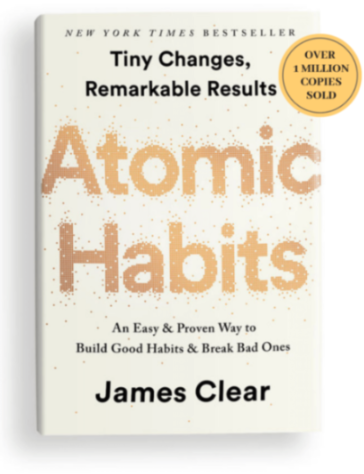 NEW YORK TIMES BESTSELLER
Tiny Changes,
Remarkable Results
OVER
1 MILLION
COPIES
SOLD
Atomic
Habits
An Easy & Proven Way to
Build Good Habits & Break Bad Ones
James Clear